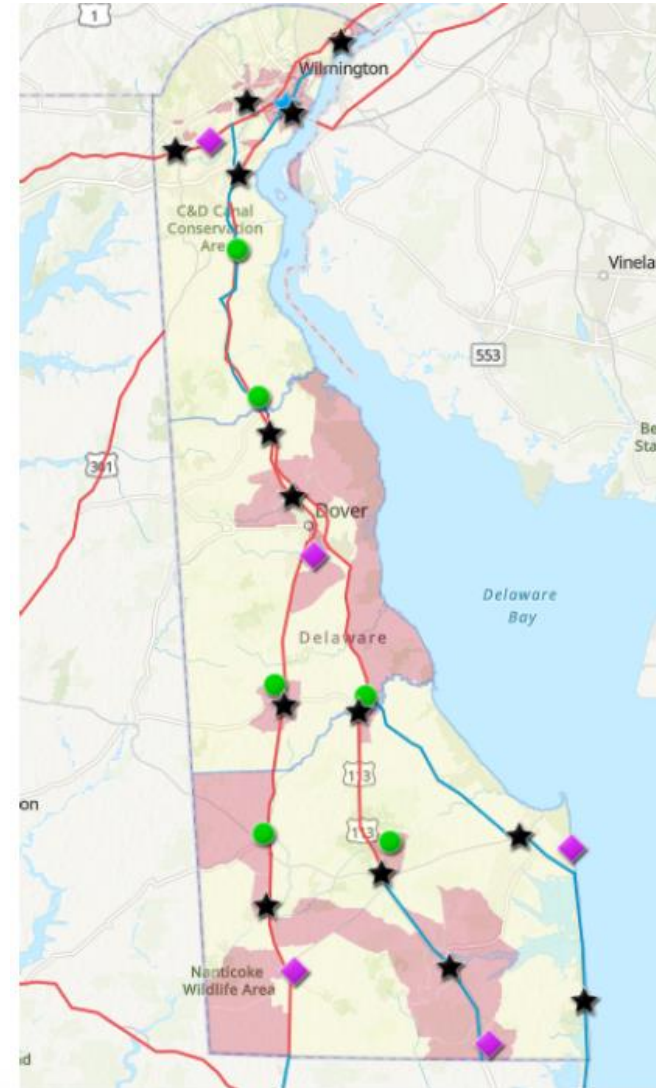 1
Wilmington
C&D Canal
Conservation
Area
Vinela
553
Be
Sta
301
Dover
Delaware
Bay
Delaware
113
on
113
Nanticoke
Wildlife Area
d